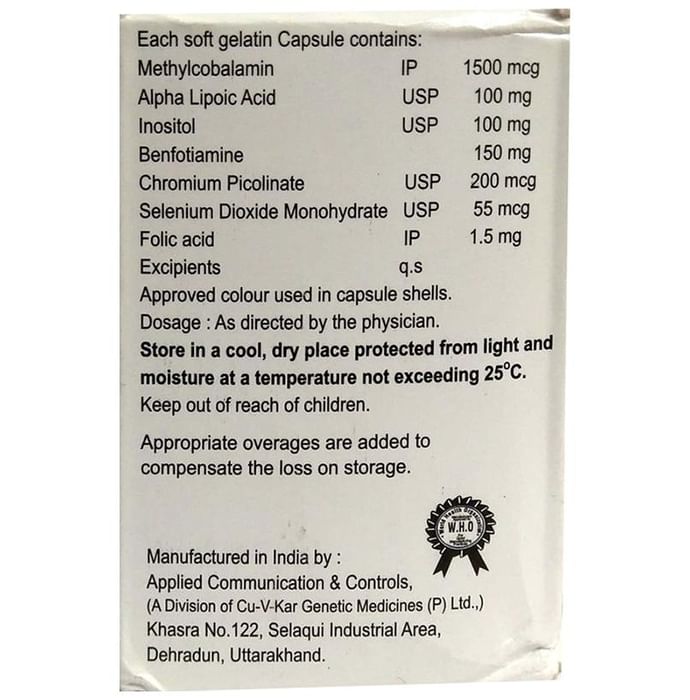 Each soft gelatin Capsule contains:
Methylcobalamin IP 1500 mcg
Alpha Lipoic Acid USP 100 mg
Inositol USP 100 mg
Benfotiamine 150 mg
Chromium Picolinate USP 200 mcg
Selenium Dioxide Monohydrate USP 55 mcg
Folic acid IP 1.5 mg
Excipients q.s
Approved colour used in capsule shells.
Dosage : As directed by the physician.
Store in a cool, dry place protected from light and
moisture at a temperature not exceeding 25°C.
Keep out of reach of children.
Appropriate overages are added to
compensate the loss on storage.
World Health Organization
W.H.O
Manufactured in India by :
Applied Communication & Controls,
(A Division of Cu-V-Kar Genetic Medicines (P) Ltd.,)
Khasra No.122, Selaqui Industrial Area,
Dehradun, Uttarakhand.